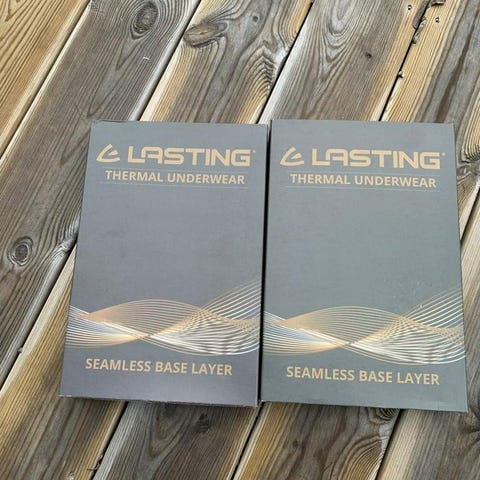 LASTING
THERMAL UNDERWEAR
SEAMLESS BASE LAYER
LASTING
THERMAL UNDERWEAR
SEAMLESS BASE LAYER